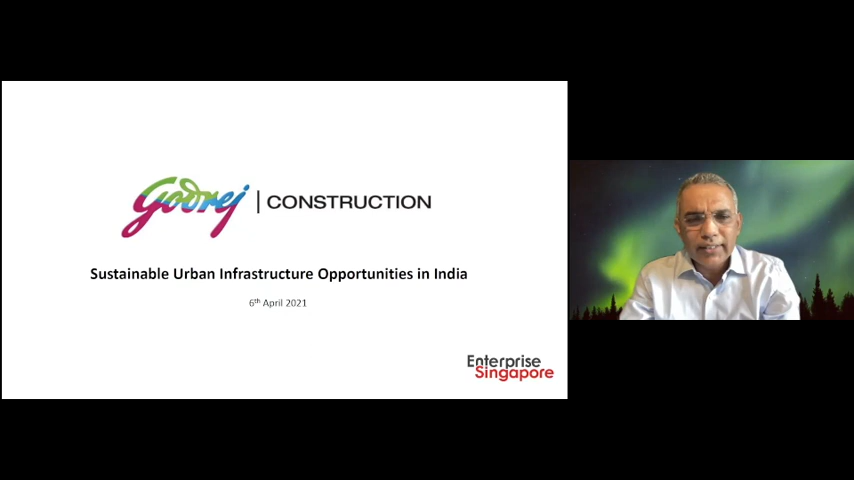 Godrej | CONSTRUCTION
Sustainable Urban Infrastructure Opportunities in India
6th April 2021
Enterprise
Singapore